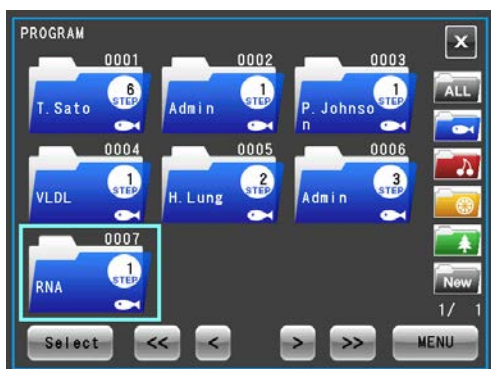 PROGRAM
0001
0002
0003
T. Sato
6
STEP
Admin
1
STEP
P. Johnso
n
1
STEP
ALL
0004
0005
0006
VLDL
1
STEP
H. Lung
2
STEP
Admin
3
STEP
0007
RNA
1
STEP
New
1/ 1
Select
<<
<
>
>>
MENU